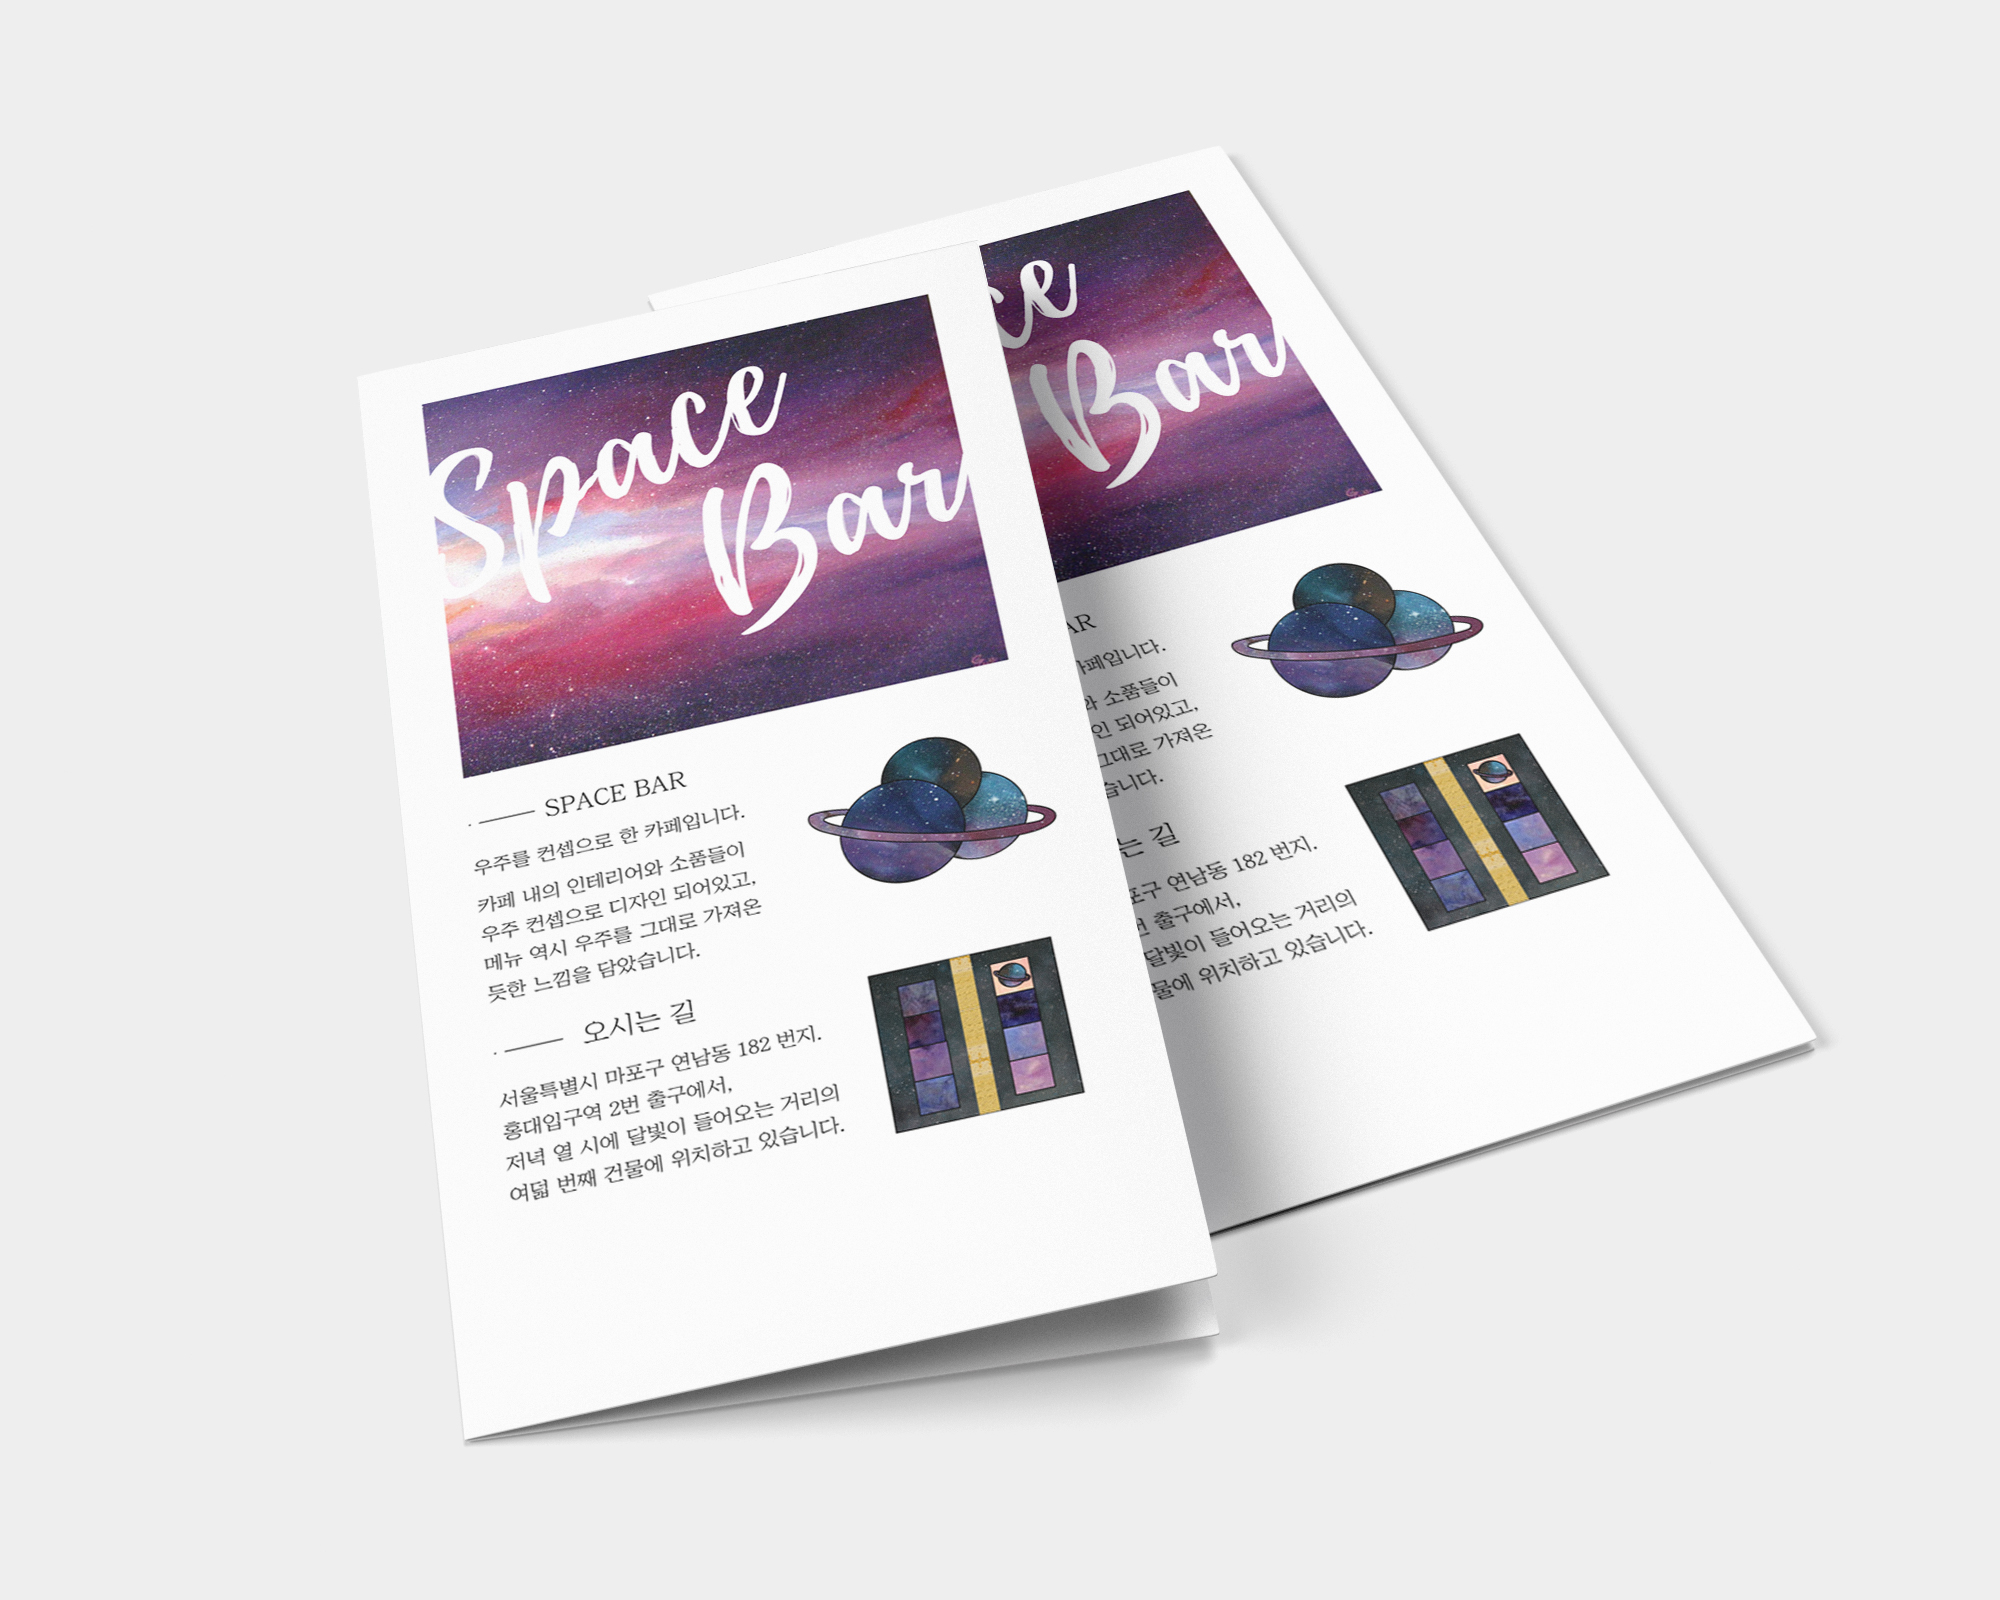 Space
Bar
SPACE BAR
우주를 컨셉으로 한 카페입니다.
카페 내의 인테리어와 소품들이
우주 컨셉으로 디자인 되어있고,
메뉴 역시 우주를 그대로 가져온
듯한 느낌을 담았습니다.
오시는 길
서울특별시 마포구 연남동 182 번지.
홍대입구역 2번 출구에서,
저녁 열 시에 달빛이 들어오는 거리의
여덟 번째 건물에 위치하고 있습니다.
ce
Bar
AR
카페입니다.
와 소품들이
인 되어있고,
그대로 가져온
습니다.
는 길
포구 연남동 182 번지.
번 출구에서,
달빛이 들어오는 거리의
물에 위치하고 있습니다.